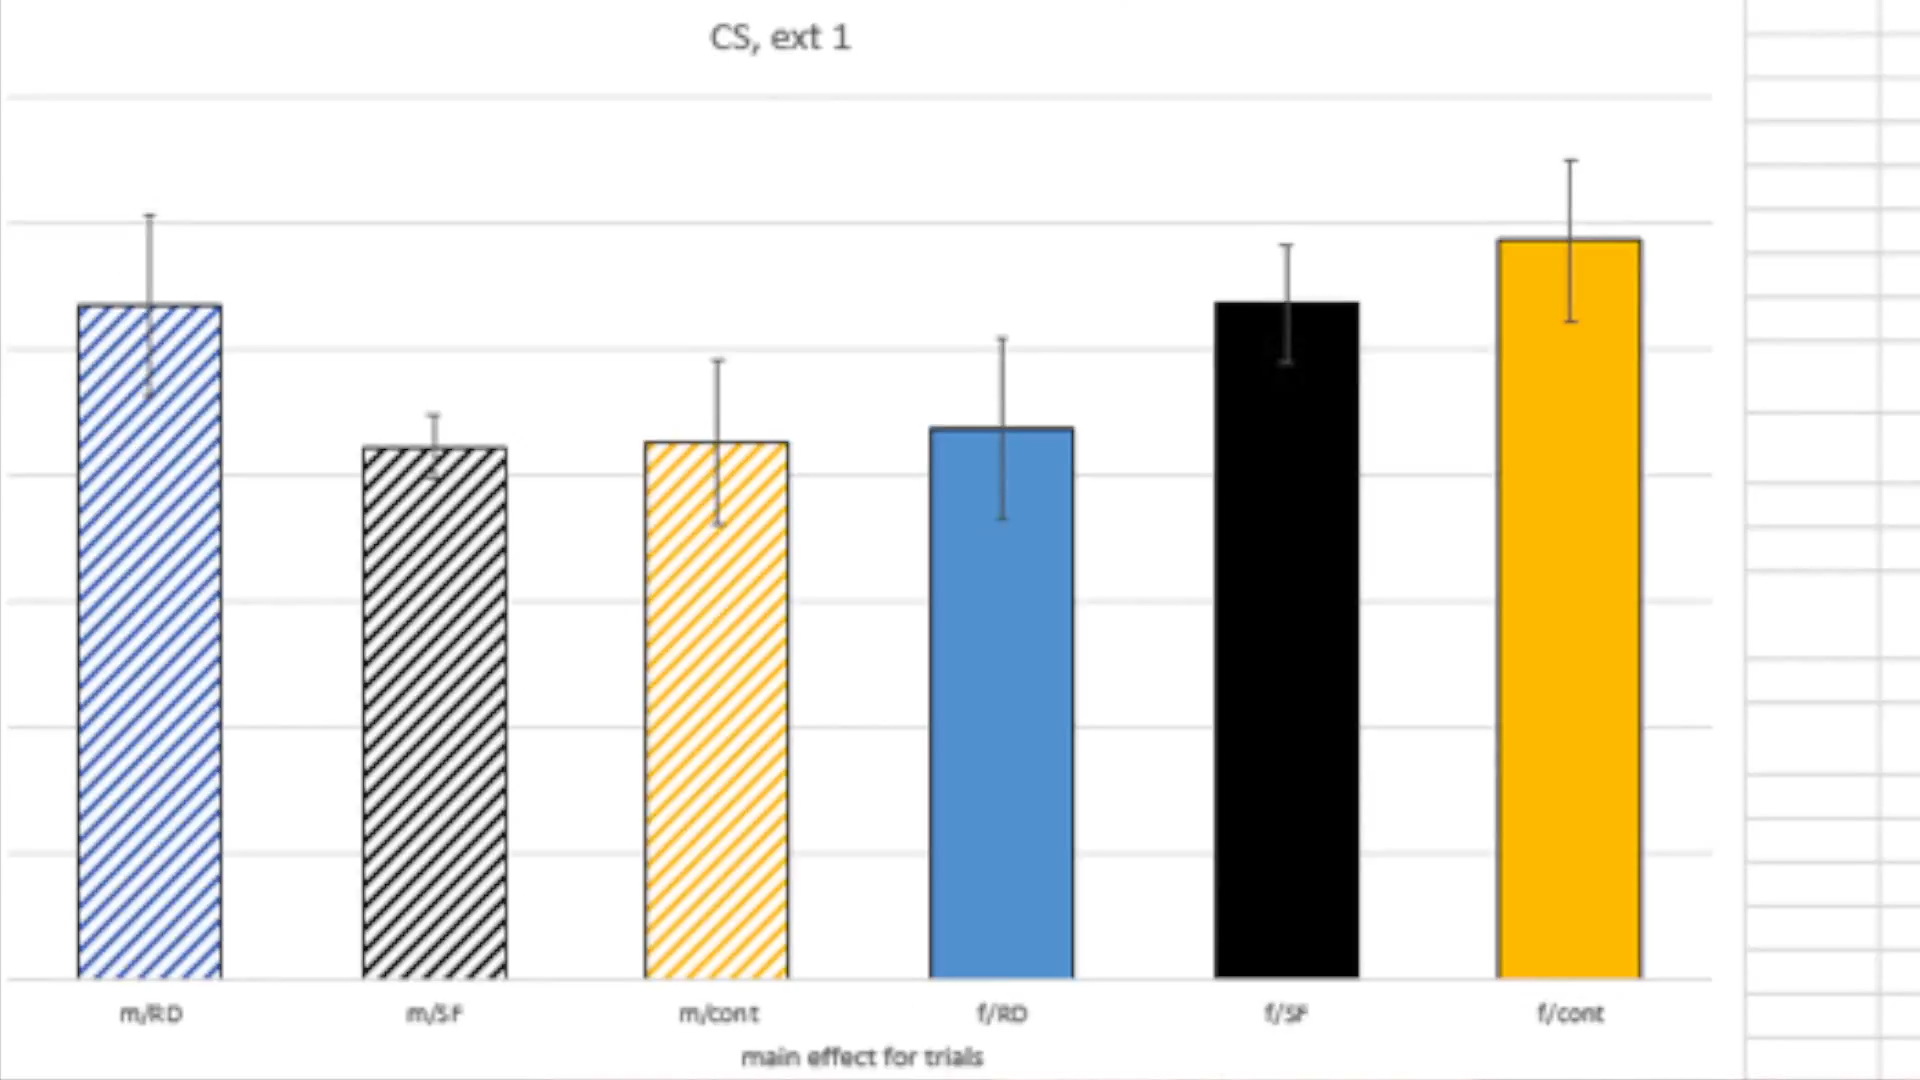 CS, ext 1
m/RD
m/SF
m/cont
f/RD
f/SF
f/cont
main effect for trials